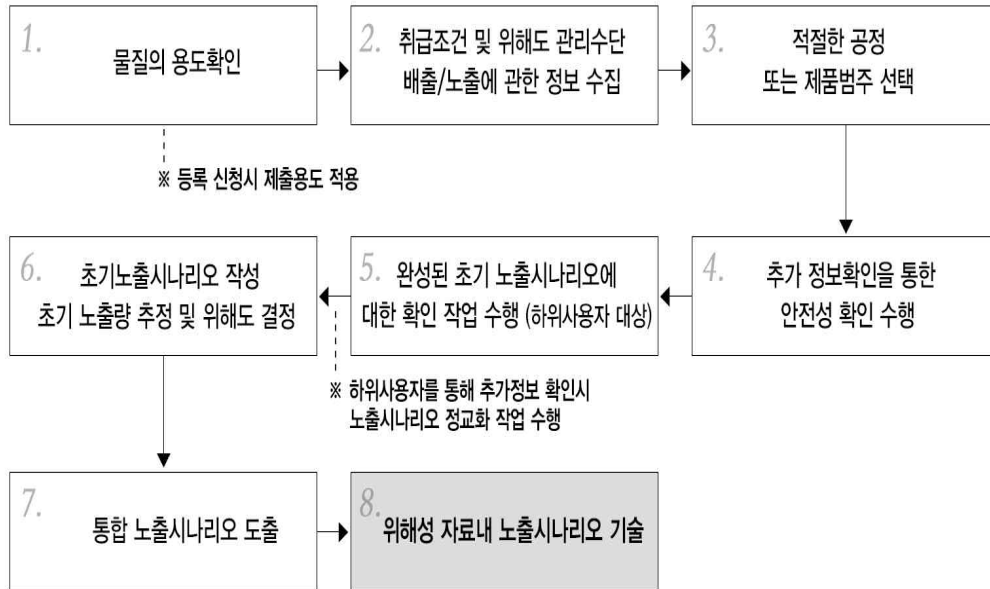 1.
물질의 용도확인
2.
취급조건 및 위해도 관리수단
배출/노출에 관한 정보 수집
3.
적절한 공정
또는 제품범주 선택
※ 등록 신청시 제출용도 적용
4.
추가 정보확인을 통한
안전성 확인 수행
5.
완성된 초기 노출시나리오에
대한 확인 작업 수행 (하위사용자 대상)
6.
초기노출시나리오 작성
초기 노출량 추정 및 위해도 결정
※ 하위사용자를 통해 추가정보 확인시
노출시나리오 정교화 작업 수행
7.
통합 노출시나리오 도출
8.
위해성 자료내 노출시나리오 기술